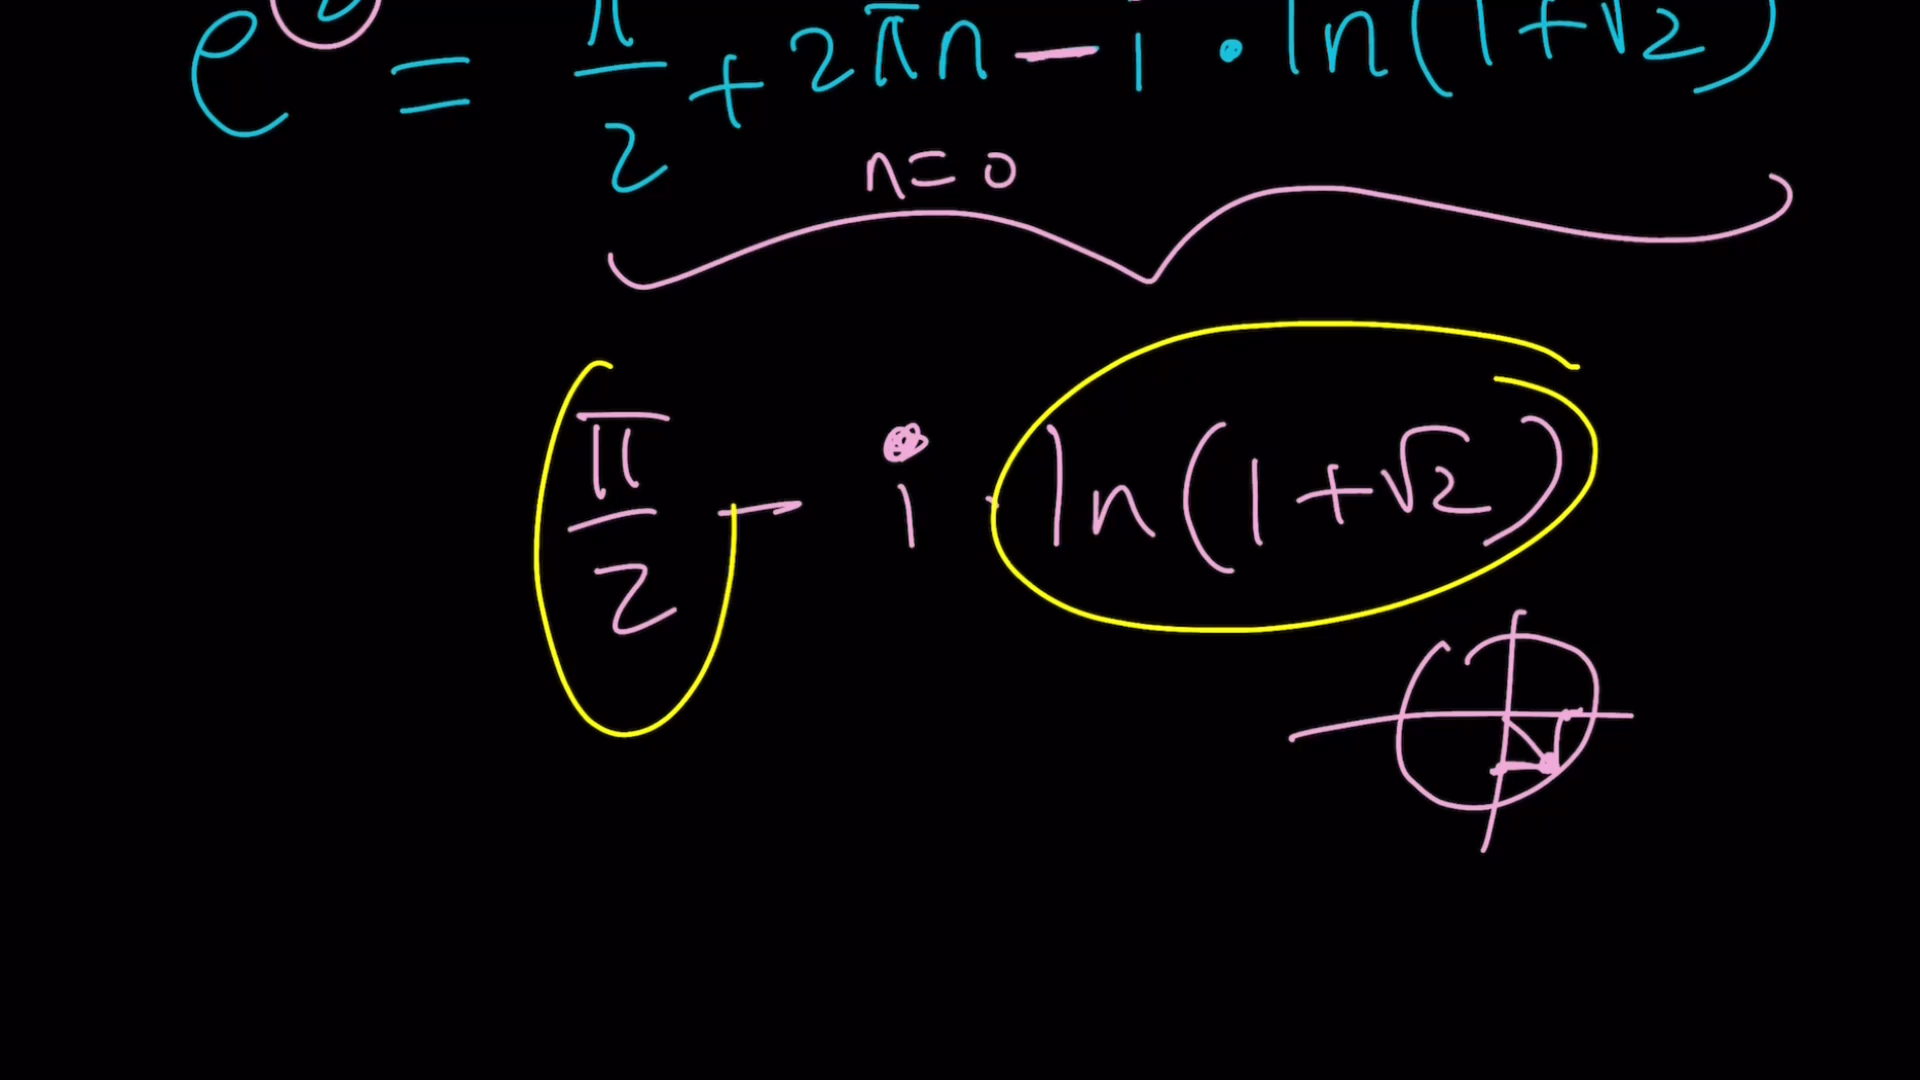 e^z = π/2 + 2πn − i · ln(1+√2)
n=0
π/2 − i · ln(1+√2)